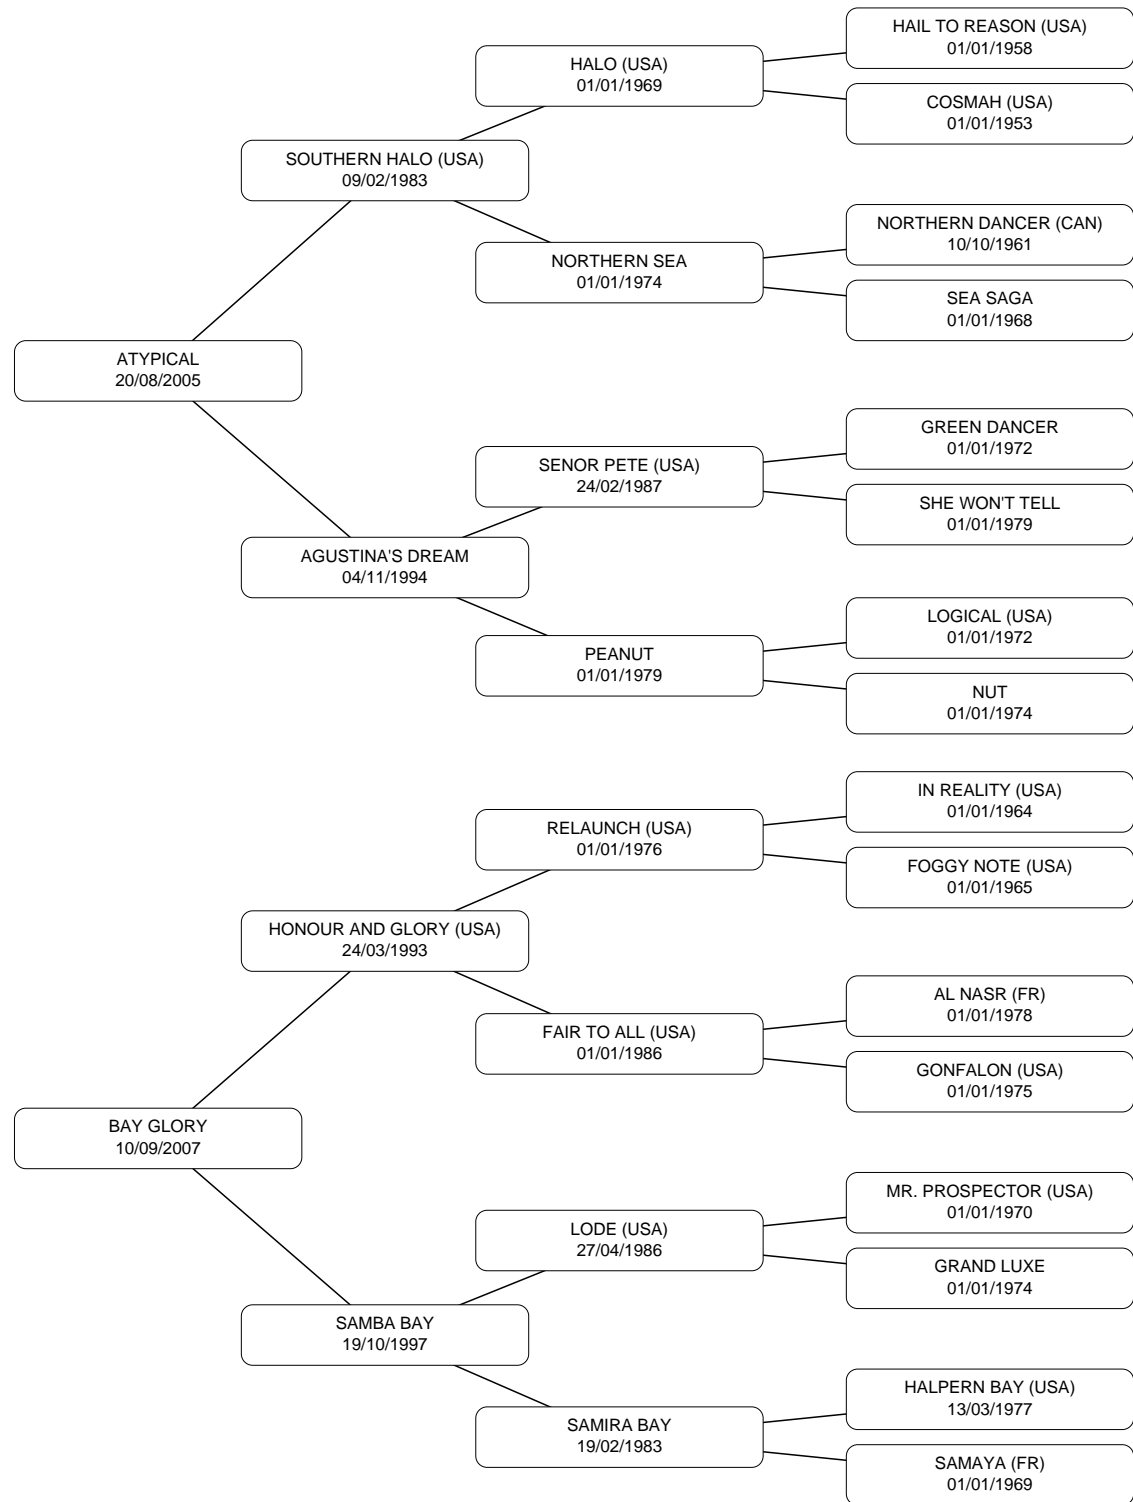 HAIL TO REASON (USA)
01/01/1958
HALO (USA)
01/01/1969
COSMAH (USA)
01/01/1953
SOUTHERN HALO (USA)
09/02/1983
NORTHERN DANCER (CAN)
10/10/1961
NORTHERN SEA
01/01/1974
SEA SAGA
01/01/1968
ATYPICAL
20/08/2005
GREEN DANCER
01/01/1972
SENOR PETE (USA)
24/02/1987
SHE WON'T TELL
01/01/1979
AGUSTINA'S DREAM
04/11/1994
LOGICAL (USA)
01/01/1972
PEANUT
01/01/1979
NUT
01/01/1974
IN REALITY (USA)
01/01/1964
RELAUNCH (USA)
01/01/1976
FOGGY NOTE (USA)
01/01/1965
HONOUR AND GLORY (USA)
24/03/1993
AL NASR (FR)
01/01/1978
FAIR TO ALL (USA)
01/01/1986
GONFALON (USA)
01/01/1975
BAY GLORY
10/09/2007
MR. PROSPECTOR (USA)
01/01/1970
LODE (USA)
27/04/1986
GRAND LUXE
01/01/1974
SAMBA BAY
19/10/1997
HALPERN BAY (USA)
13/03/1977
SAMIRA BAY
19/02/1983
SAMAYA (FR)
01/01/1969